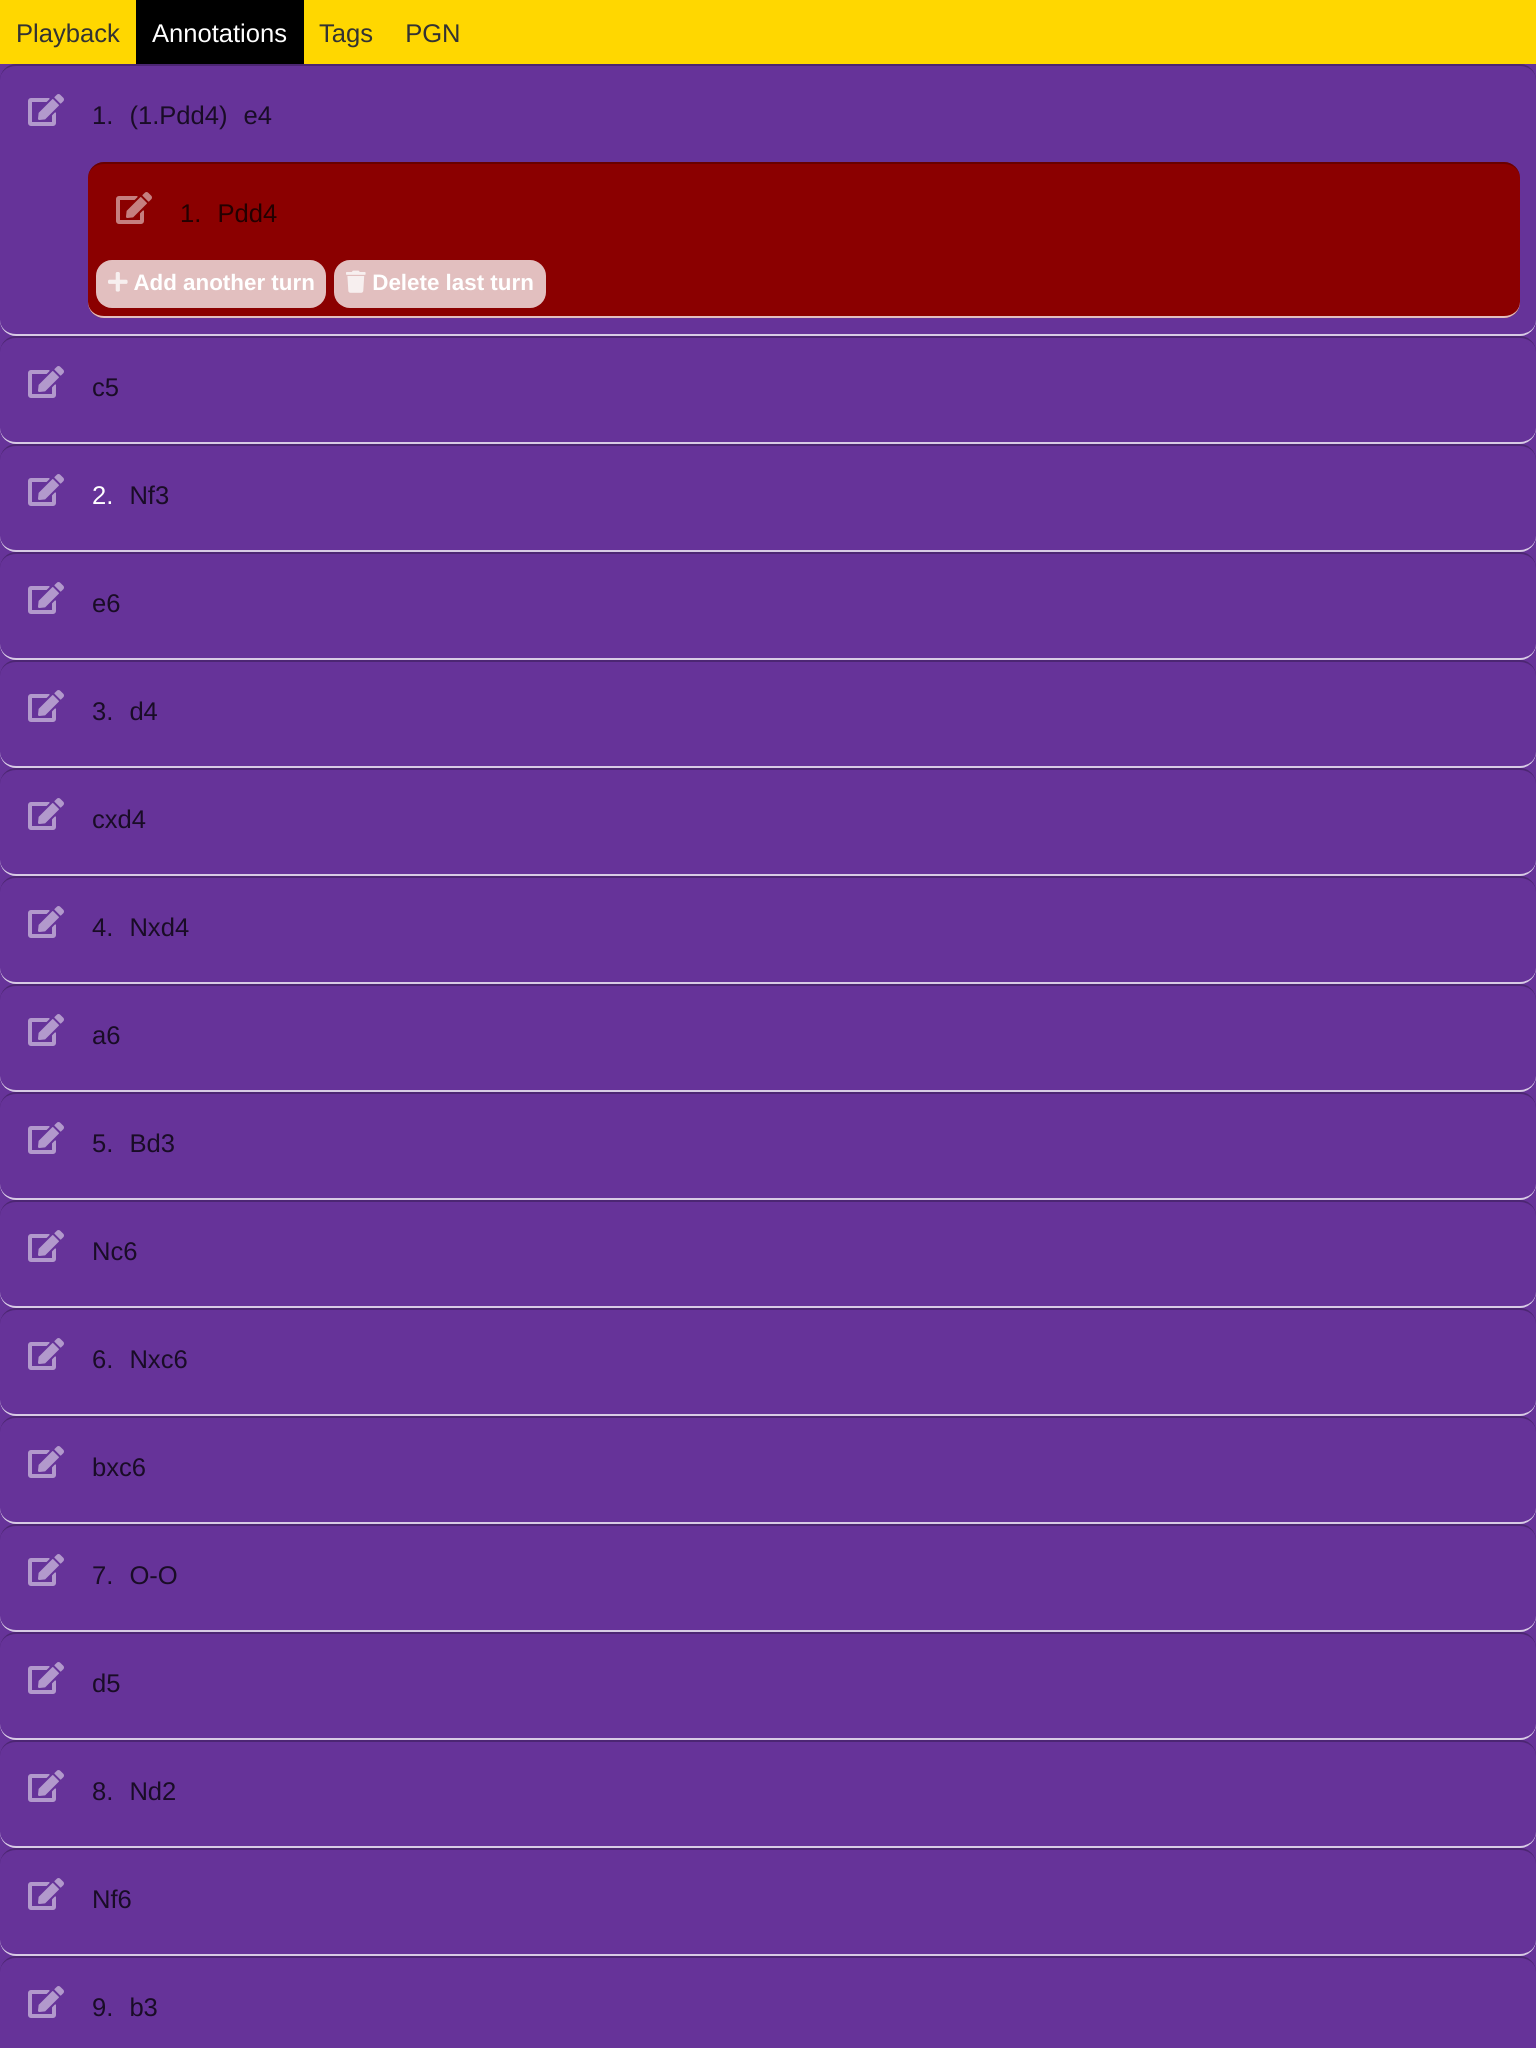 Playback Annotations Tags PGN
1. (1.Pdd4) e4
1. Pdd4
Add another turn Delete last turn
c5
2. Nf3
e6
3. d4
cxd4
4. Nxd4
a6
5. Bd3
Nc6
6. Nxc6
bxc6
7. O-O
d5
8. Nd2
Nf6
9. b3